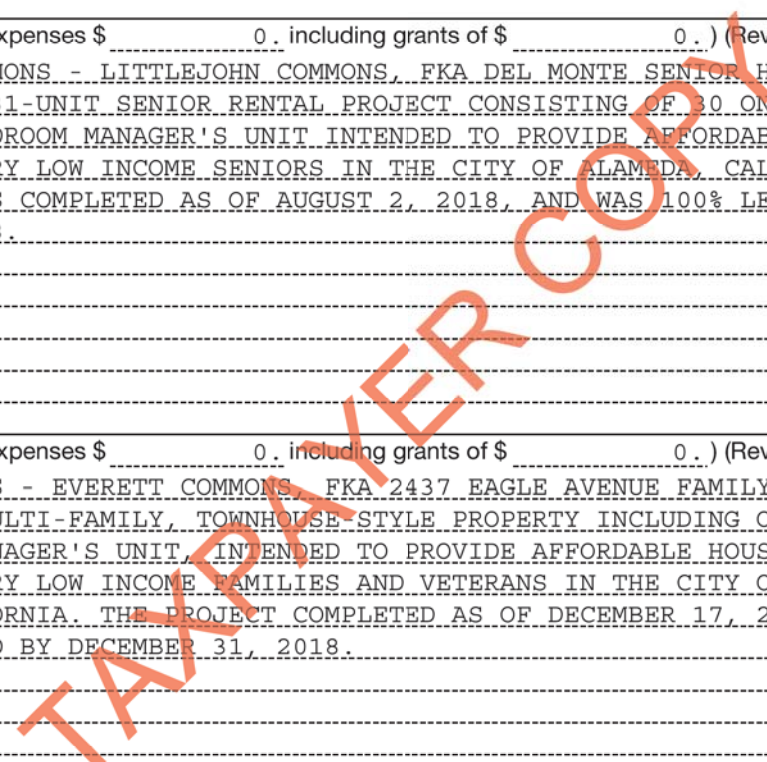 xpenses $ 0. including grants of $ 0. ) (Rev
IONS - LITTLEJOHN COMMONS, FKA DEL MONTE SENIOR H
31-UNIT SENIOR RENTAL PROJECT CONSISTING OF 30 ON
DROOM MANAGER'S UNIT INTENDED TO PROVIDE AFFORDAB
RY LOW INCOME SENIORS IN THE CITY OF ALAMEDA, CAL
S COMPLETED AS OF AUGUST 2, 2018, AND WAS 100% LE
.
xpenses $ 0. including grants of $ 0. ) (Rev
S - EVERETT COMMONS, FKA 2437 EAGLE AVENUE FAMILY
ULTI-FAMILY, TOWNHOUSE-STYLE PROPERTY INCLUDING O
NAGER'S UNIT, INTENDED TO PROVIDE AFFORDABLE HOUS
RY LOW INCOME FAMILIES AND VETERANS IN THE CITY O
ORNIA. THE PROJECT COMPLETED AS OF DECEMBER 17, 2
D BY DECEMBER 31, 2018.
TAXPAYER COPY